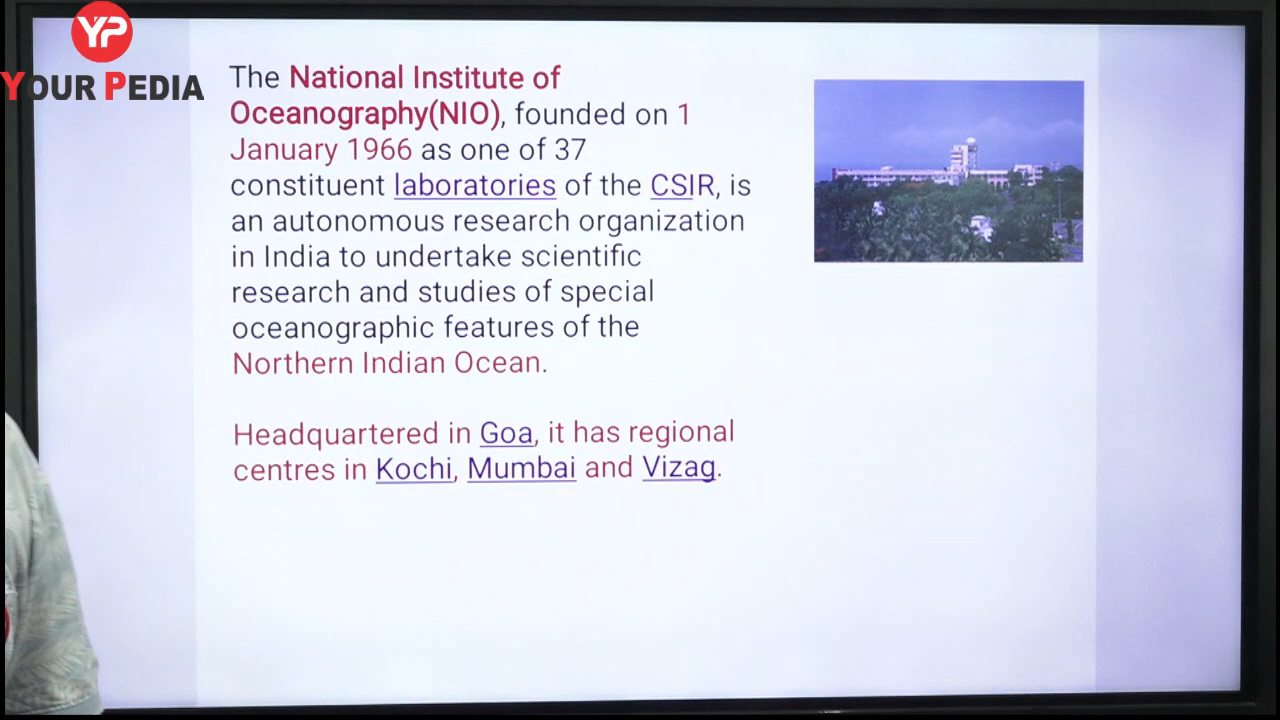 YP
YOUR PEDIA
The National Institute of
Oceanography(NIO), founded on 1
January 1966 as one of 37
constituent laboratories of the CSIR, is
an autonomous research organization
in India to undertake scientific
research and studies of special
oceanographic features of the
Northern Indian Ocean.
Headquartered in Goa, it has regional
centres in Kochi, Mumbai and Vizag.